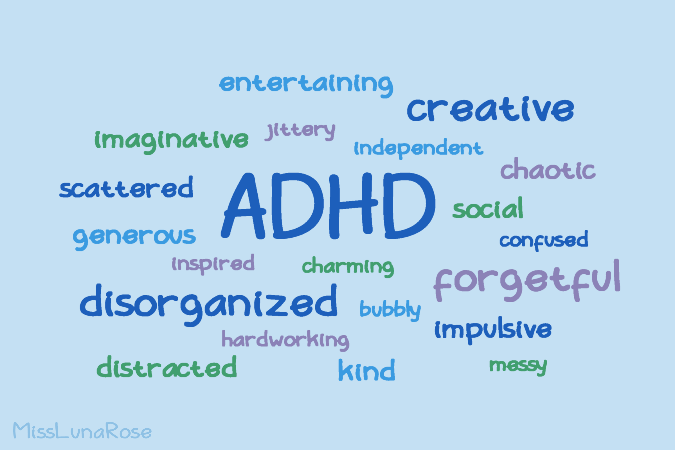 entertaining
creative
imaginative
jittery
independent
chaotic
scattered
ADHD
social
generous
confused
inspired
charming
forgetful
disorganized
bubbly
impulsive
hardworking
distracted
kind
messy
MissLunaRose